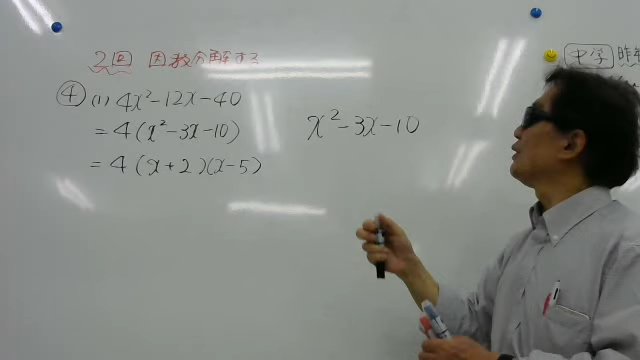 2回 因数分解する
④ (1) 4x²-12x-40
= 4(x²-3x-10)
= 4(x+2)(x-5)
x²-3x-10
中学